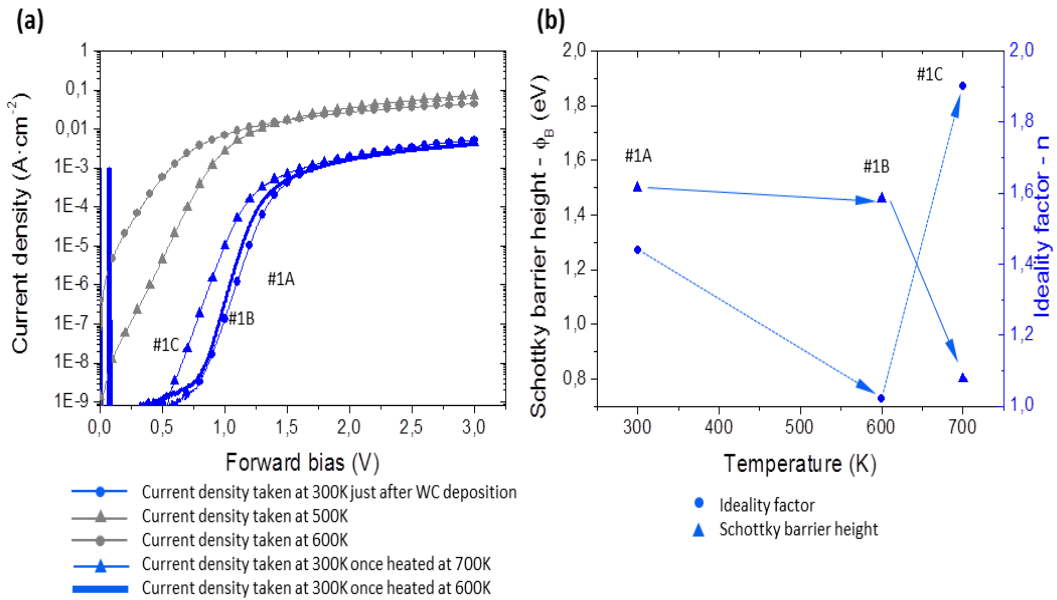 (a)
Current density (A·cm⁻²)
1
0,1
0,01
1E-3
1E-4
1E-5
1E-6
1E-7
1E-8
1E-9
#1A
#1B
#1C
0,0 0,5 1,0 1,5 2,0 2,5 3,0
Forward bias (V)
Current density taken at 300K just after WC deposition
Current density taken at 500K
Current density taken at 600K
Current density taken at 300K once heated at 700K
Current density taken at 300K once heated at 600K
(b)
Schottky barrier height - ϕB (eV)
2,0
1,8
1,6
1,4
1,2
1,0
0,8
#1A
#1B
#1C
2,0
1,8
1,6
1,4
1,2
1,0
Ideality factor - n
300 400 500 600 700
Temperature (K)
Ideality factor
Schottky barrier height